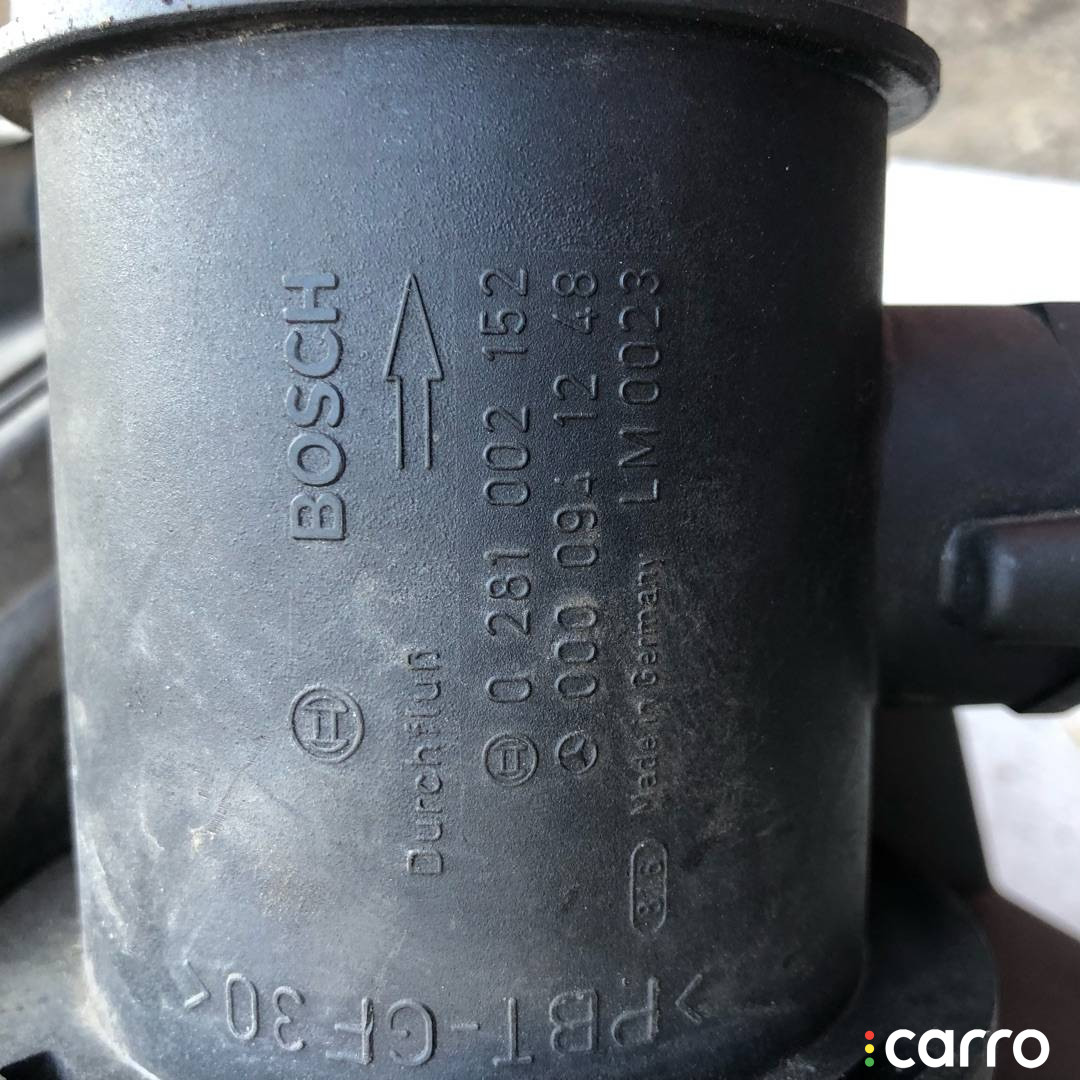 BOSCH
Durchfluß
0 281 002 152
000 094 12 48
Made in Germany LM 0023
>PBT-GF30<
carro